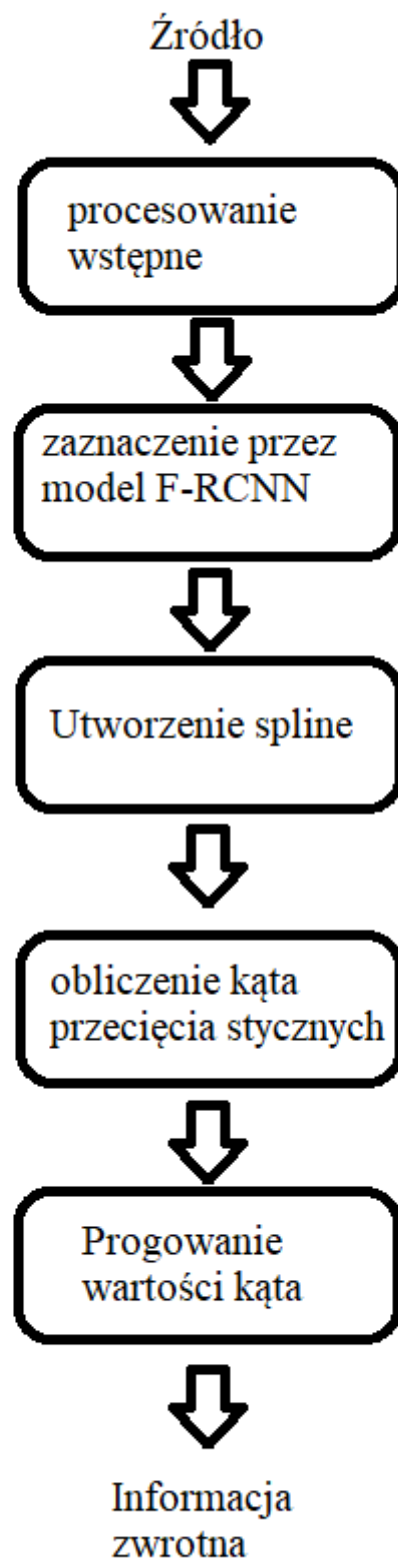 Źródło
procesowanie
wstępne
zaznaczenie przez
model F-RCNN
Utworzenie spline
obliczenie kąta
przecięcia stycznych
Progowanie
wartości kąta
Informacja
zwrotna